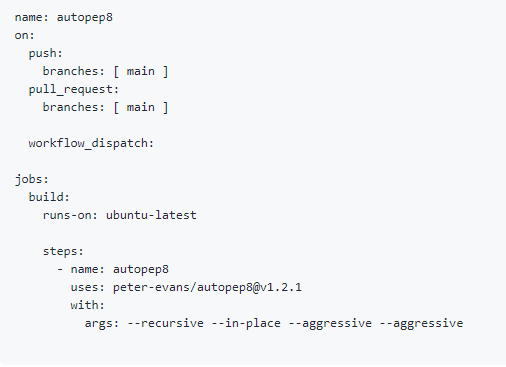 name: autopep8
on:
  push:
    branches: [ main ]
  pull_request:
    branches: [ main ]

  workflow_dispatch:

jobs:
  build:
    runs-on: ubuntu-latest

    steps:
      - name: autopep8
        uses: peter-evans/autopep8@v1.2.1
        with:
          args: --recursive --in-place --aggressive --aggressive